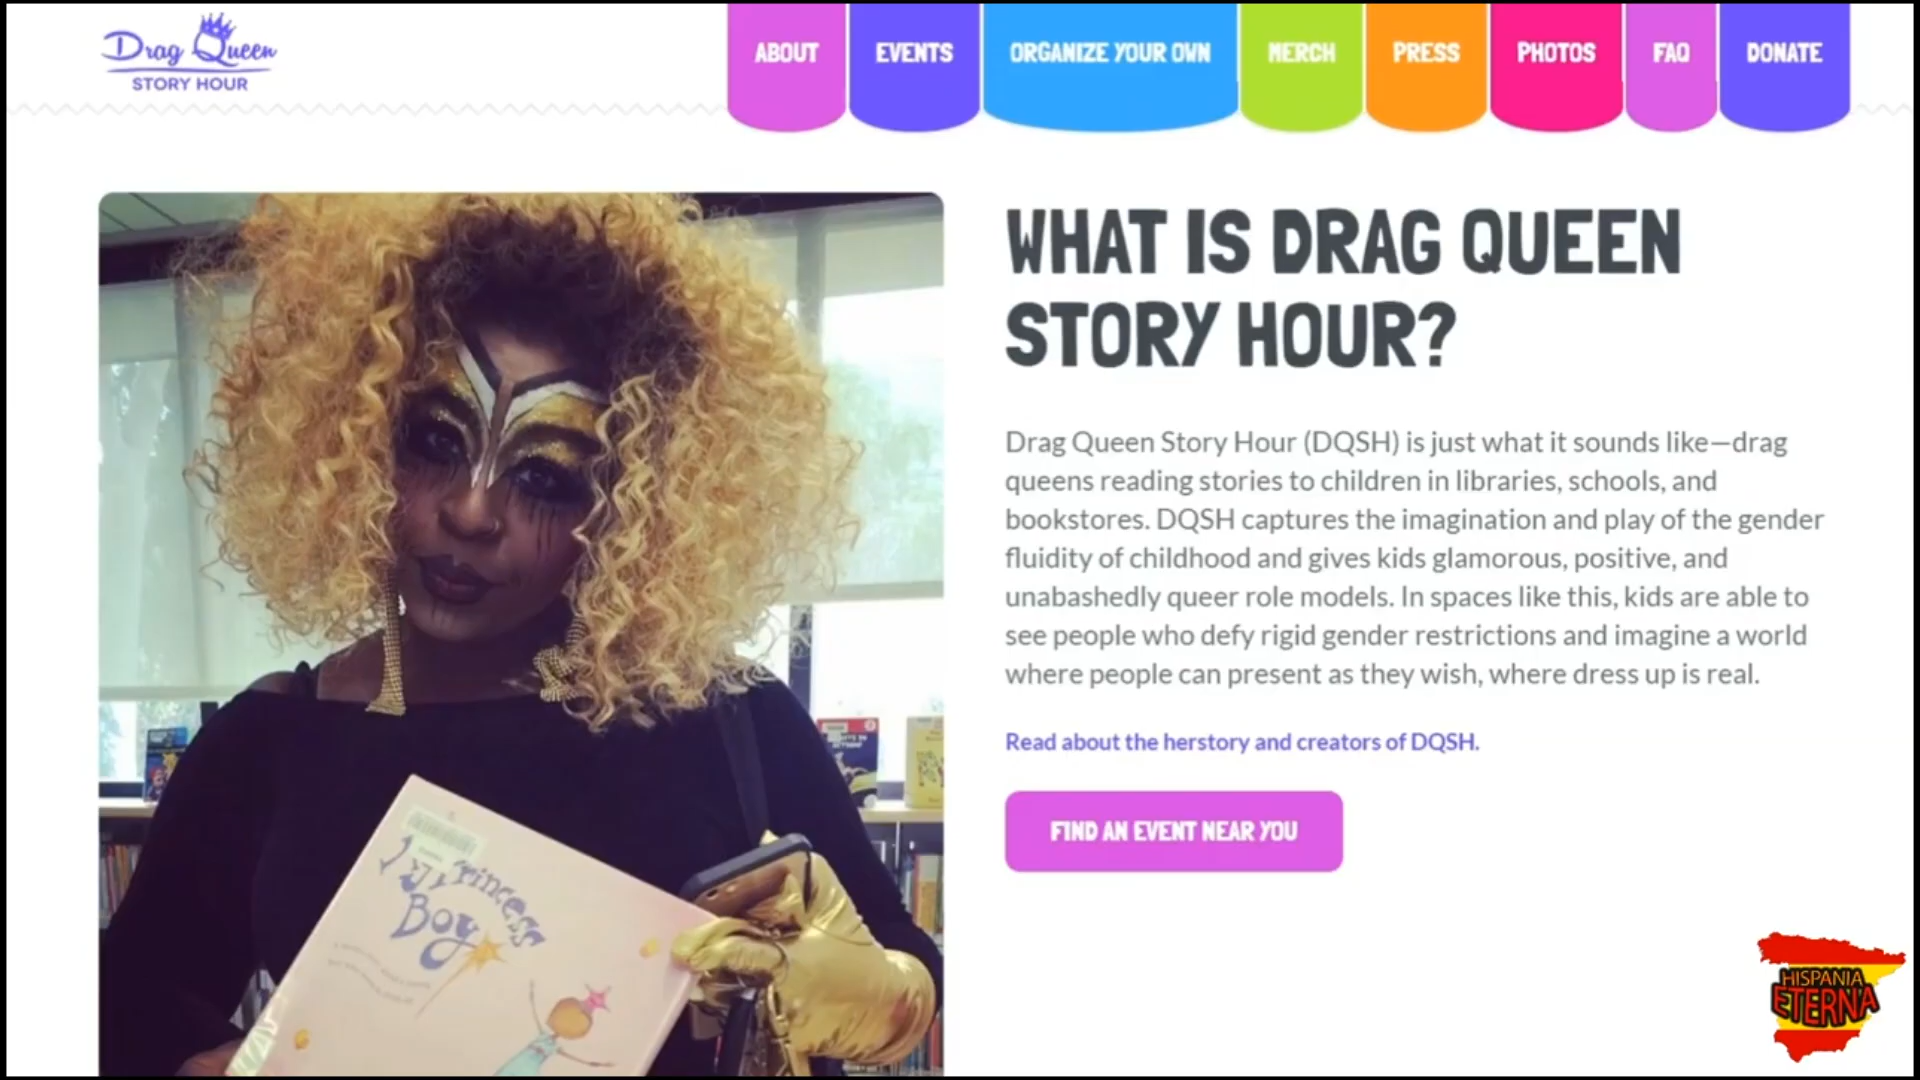 Drag Queen
STORY HOUR
ABOUT
EVENTS
ORGANIZE YOUR OWN
MERCH
PRESS
PHOTOS
FAQ
DONATE
WHAT IS DRAG QUEEN
STORY HOUR?
Drag Queen Story Hour (DQSH) is just what it sounds like—drag
queens reading stories to children in libraries, schools, and
bookstores. DQSH captures the imagination and play of the gender
fluidity of childhood and gives kids glamorous, positive, and
unabashedly queer role models. In spaces like this, kids are able to
see people who defy rigid gender restrictions and imagine a world
where people can present as they wish, where dress up is real.
Read about the herstory and creators of DQSH.
FIND AN EVENT NEAR YOU
My Princess
Boy
HISPANIA
ETERNA